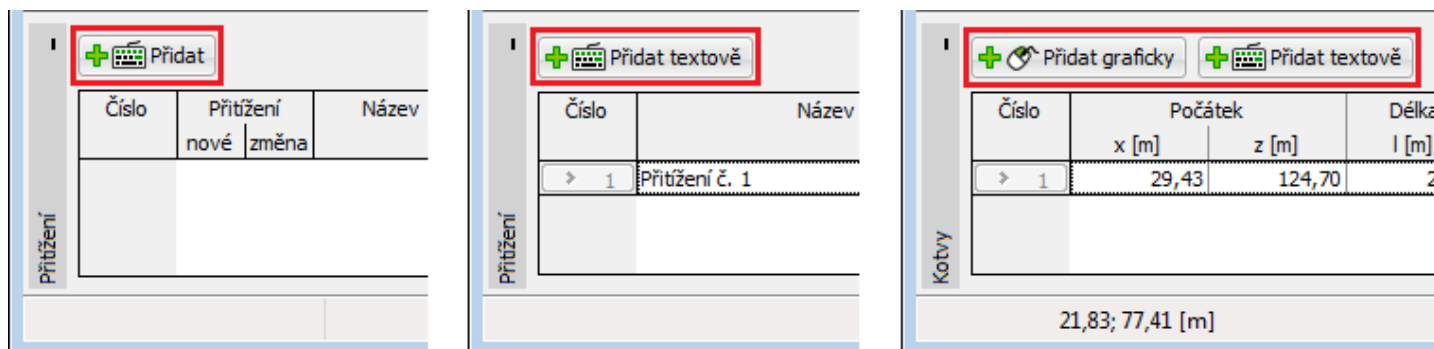 Přidat
Číslo Přitížení Název
nové změna
Přitížení
Přidat textově
Číslo Název
1 Přitížení č. 1
Přitížení
Přidat graficky Přidat textově
Číslo Počátek Délka
x [m] z [m] l [m]
1 29,43 124,70 2
Kotvy
21,83; 77,41 [m]